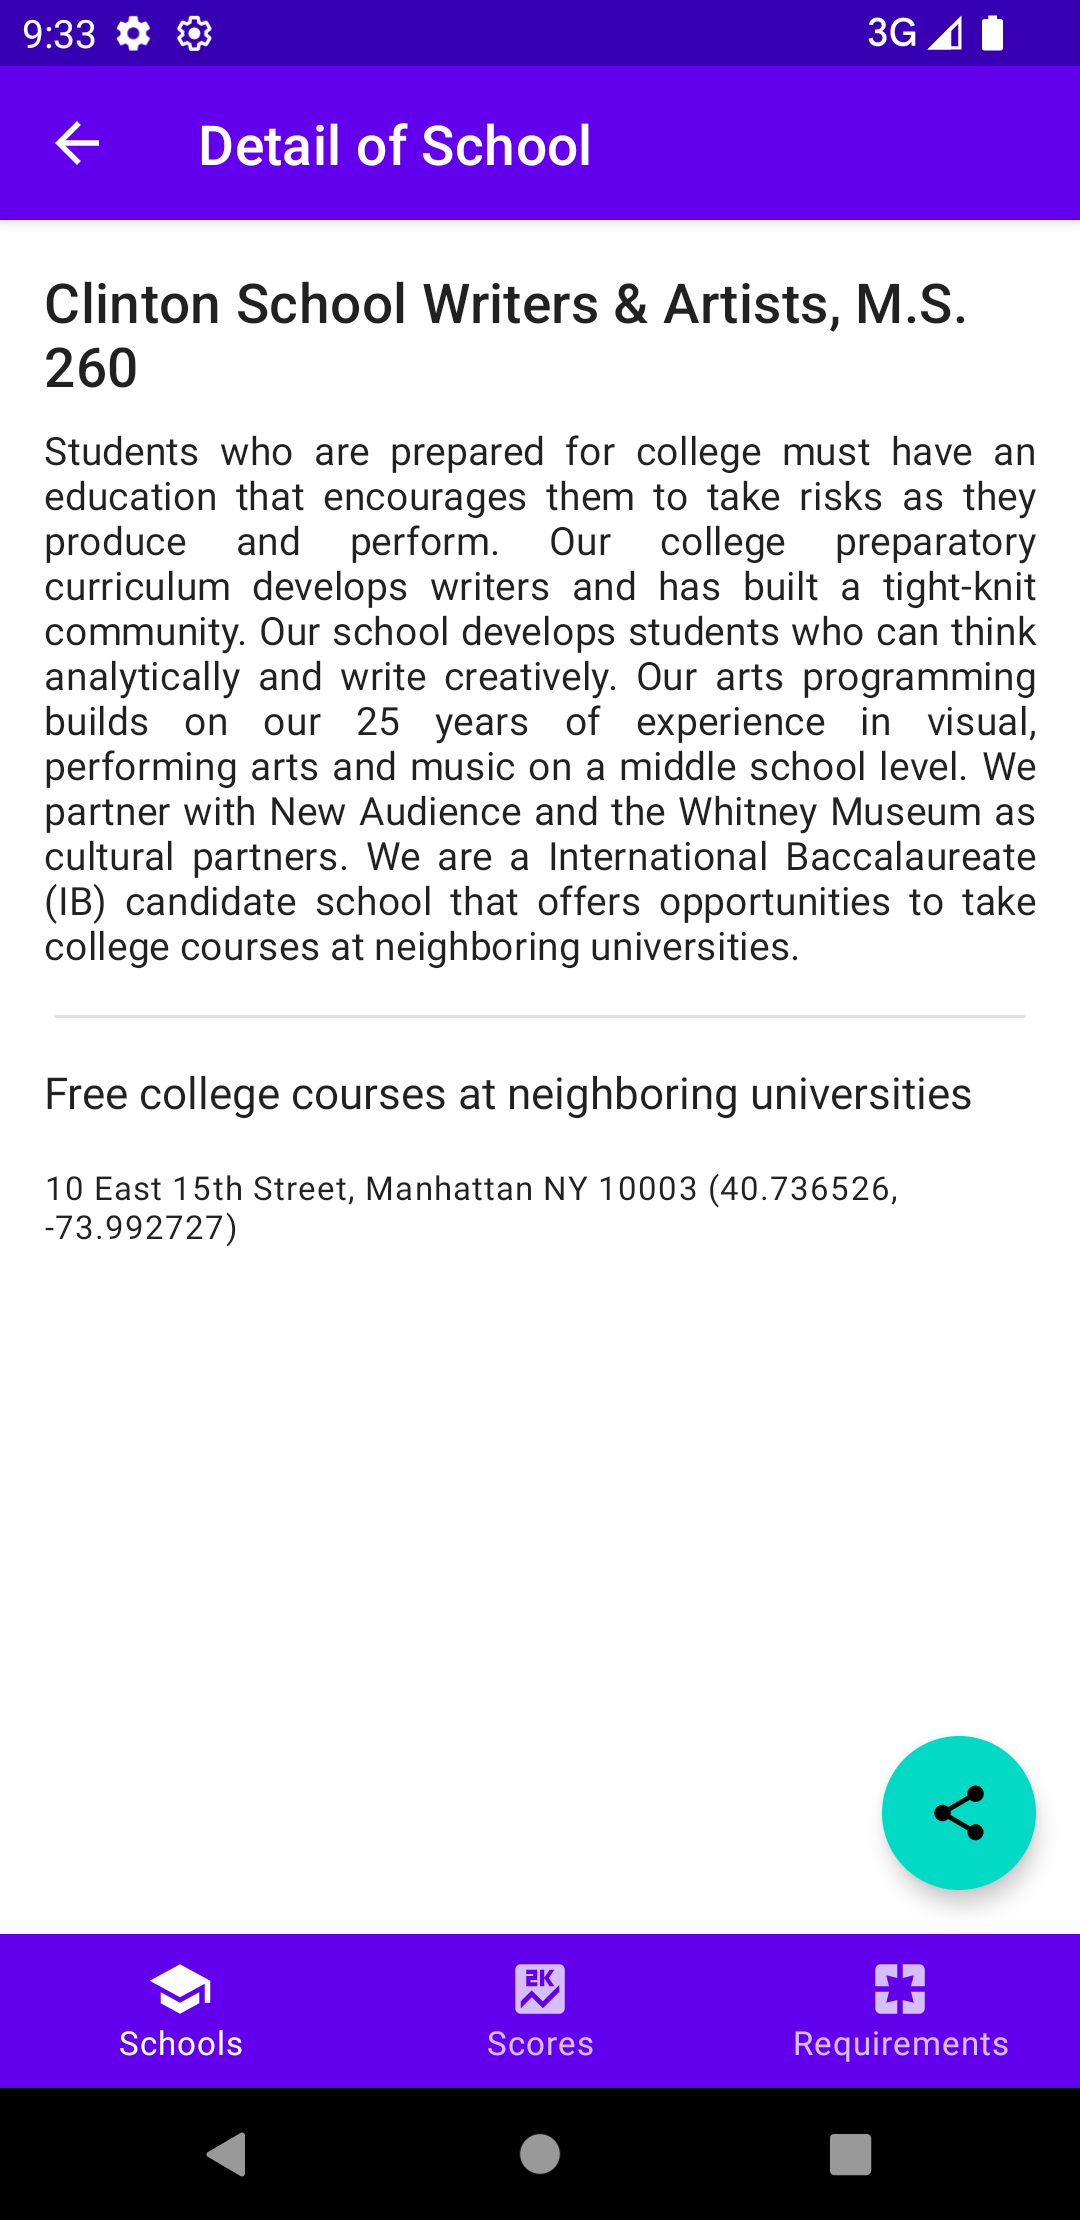 9:33
3G
Detail of School
Clinton School Writers & Artists, M.S.
260
Students who are prepared for college must have an
education that encourages them to take risks as they
produce and perform. Our college preparatory
curriculum develops writers and has built a tight-knit
community. Our school develops students who can think
analytically and write creatively. Our arts programming
builds on our 25 years of experience in visual,
performing arts and music on a middle school level. We
partner with New Audience and the Whitney Museum as
cultural partners. We are a International Baccalaureate
(IB) candidate school that offers opportunities to take
college courses at neighboring universities.
Free college courses at neighboring universities
10 East 15th Street, Manhattan NY 10003 (40.736526,
-73.992727)
2K
Schools
Scores
Requirements